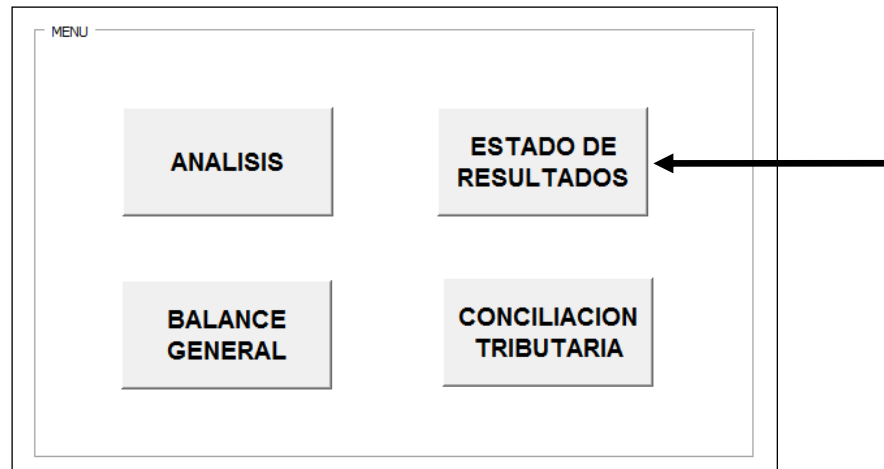 MENU
ANALISIS
ESTADO DE
RESULTADOS
BALANCE
GENERAL
CONCILIACION
TRIBUTARIA